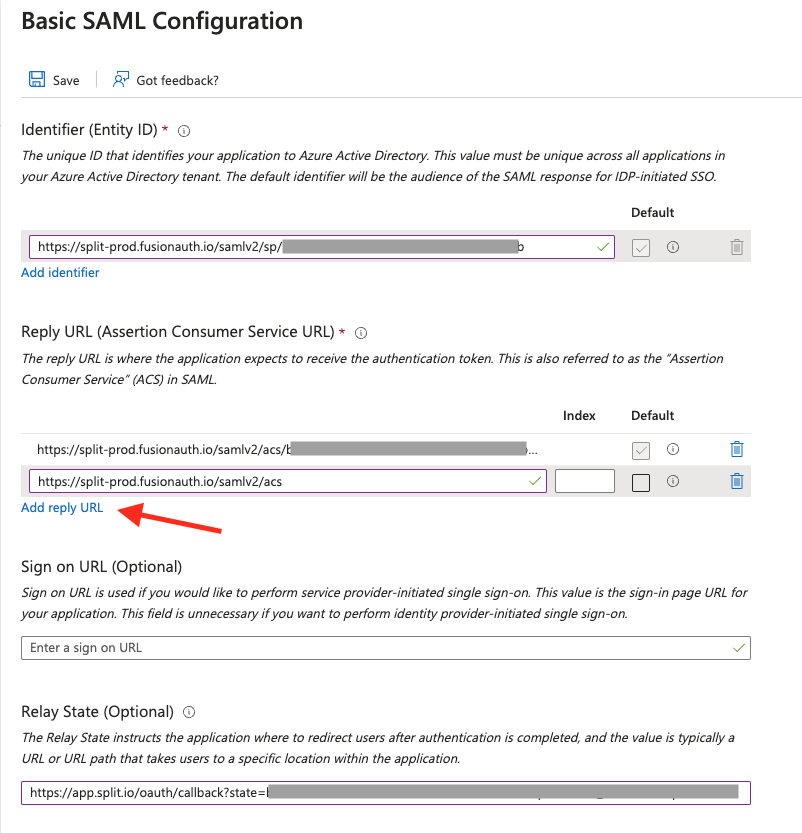 Basic SAML Configuration
Save
Got feedback?
Identifier (Entity ID) *
The unique ID that identifies your application to Azure Active Directory. This value must be unique across all applications in
your Azure Active Directory tenant. The default identifier will be the audience of the SAML response for IDP-initiated SSO.
Default
https://split-prod.fusionauth.io/samlv2/sp/
Add identifier
Reply URL (Assertion Consumer Service URL) *
The reply URL is where the application expects to receive the authentication token. This is also referred to as the “Assertion
Consumer Service” (ACS) in SAML.
Index Default
https://split-prod.fusionauth.io/samlv2/acs/b ...
https://split-prod.fusionauth.io/samlv2/acs
Add reply URL
Sign on URL (Optional)
Sign on URL is used if you would like to perform service provider-initiated single sign-on. This value is the sign-in page URL for
your application. This field is unnecessary if you want to perform identity provider-initiated single sign-on.
Enter a sign on URL
Relay State (Optional)
The Relay State instructs the application where to redirect users after authentication is completed, and the value is typically a
URL or URL path that takes users to a specific location within the application.
https://app.split.io/oauth/callback?state=